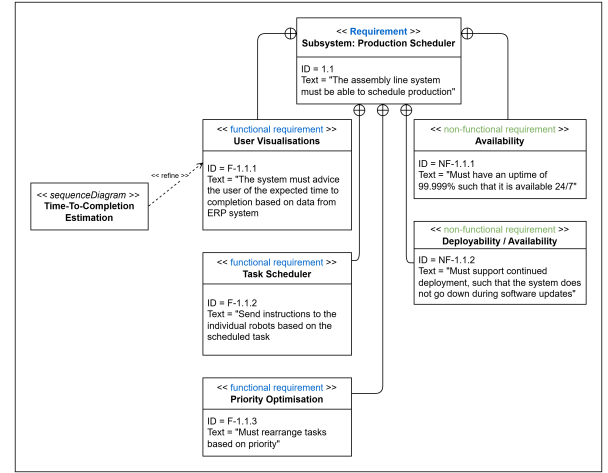 << Requirement >>
Subsystem: Production Scheduler
ID = 1.1
Text = "The assembly line system
must be able to schedule production"
<< functional requirement >>
User Visualisations
ID = F-1.1.1
Text = "The system must advice
the user of the expected time to
completion based on data from
ERP system
<< non-functional requirement >>
Availability
ID = NF-1.1.1
Text = "Must have an uptime of
99.999% such that it is available 24/7"
<< refine >>
<< sequenceDiagram >>
Time-To-Completion
Estimation
<< non-functional requirement >>
Deployability / Availability
ID = NF-1.1.2
Text = "Must support continued
deployment, such that the system does
not go down during software updates"
<< functional requirement >>
Task Scheduler
ID = F-1.1.2
Text = "Send instructions to the
individual robots based on the
scheduled task
<< functional requirement >>
Priority Optimisation
ID = F-1.1.3
Text = "Must rearrange tasks
based on priority"